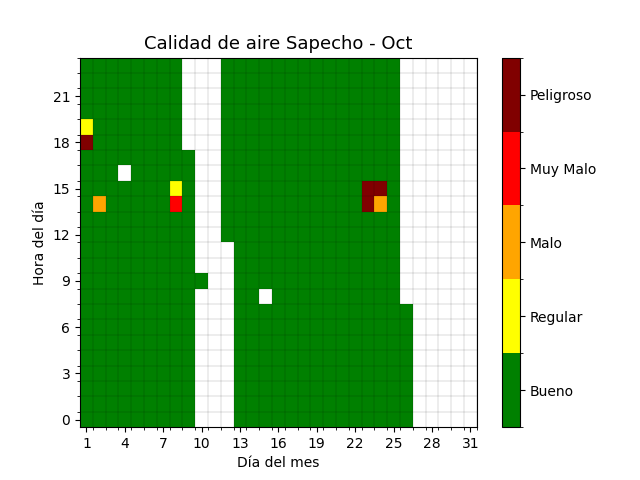 Calidad de aire Sapecho - Oct
Hora del día
21
18
15
12
9
6
3
0
1 4 7 10 13 16 19 22 25 28 31
Día del mes
Peligroso
Muy Malo
Malo
Regular
Bueno